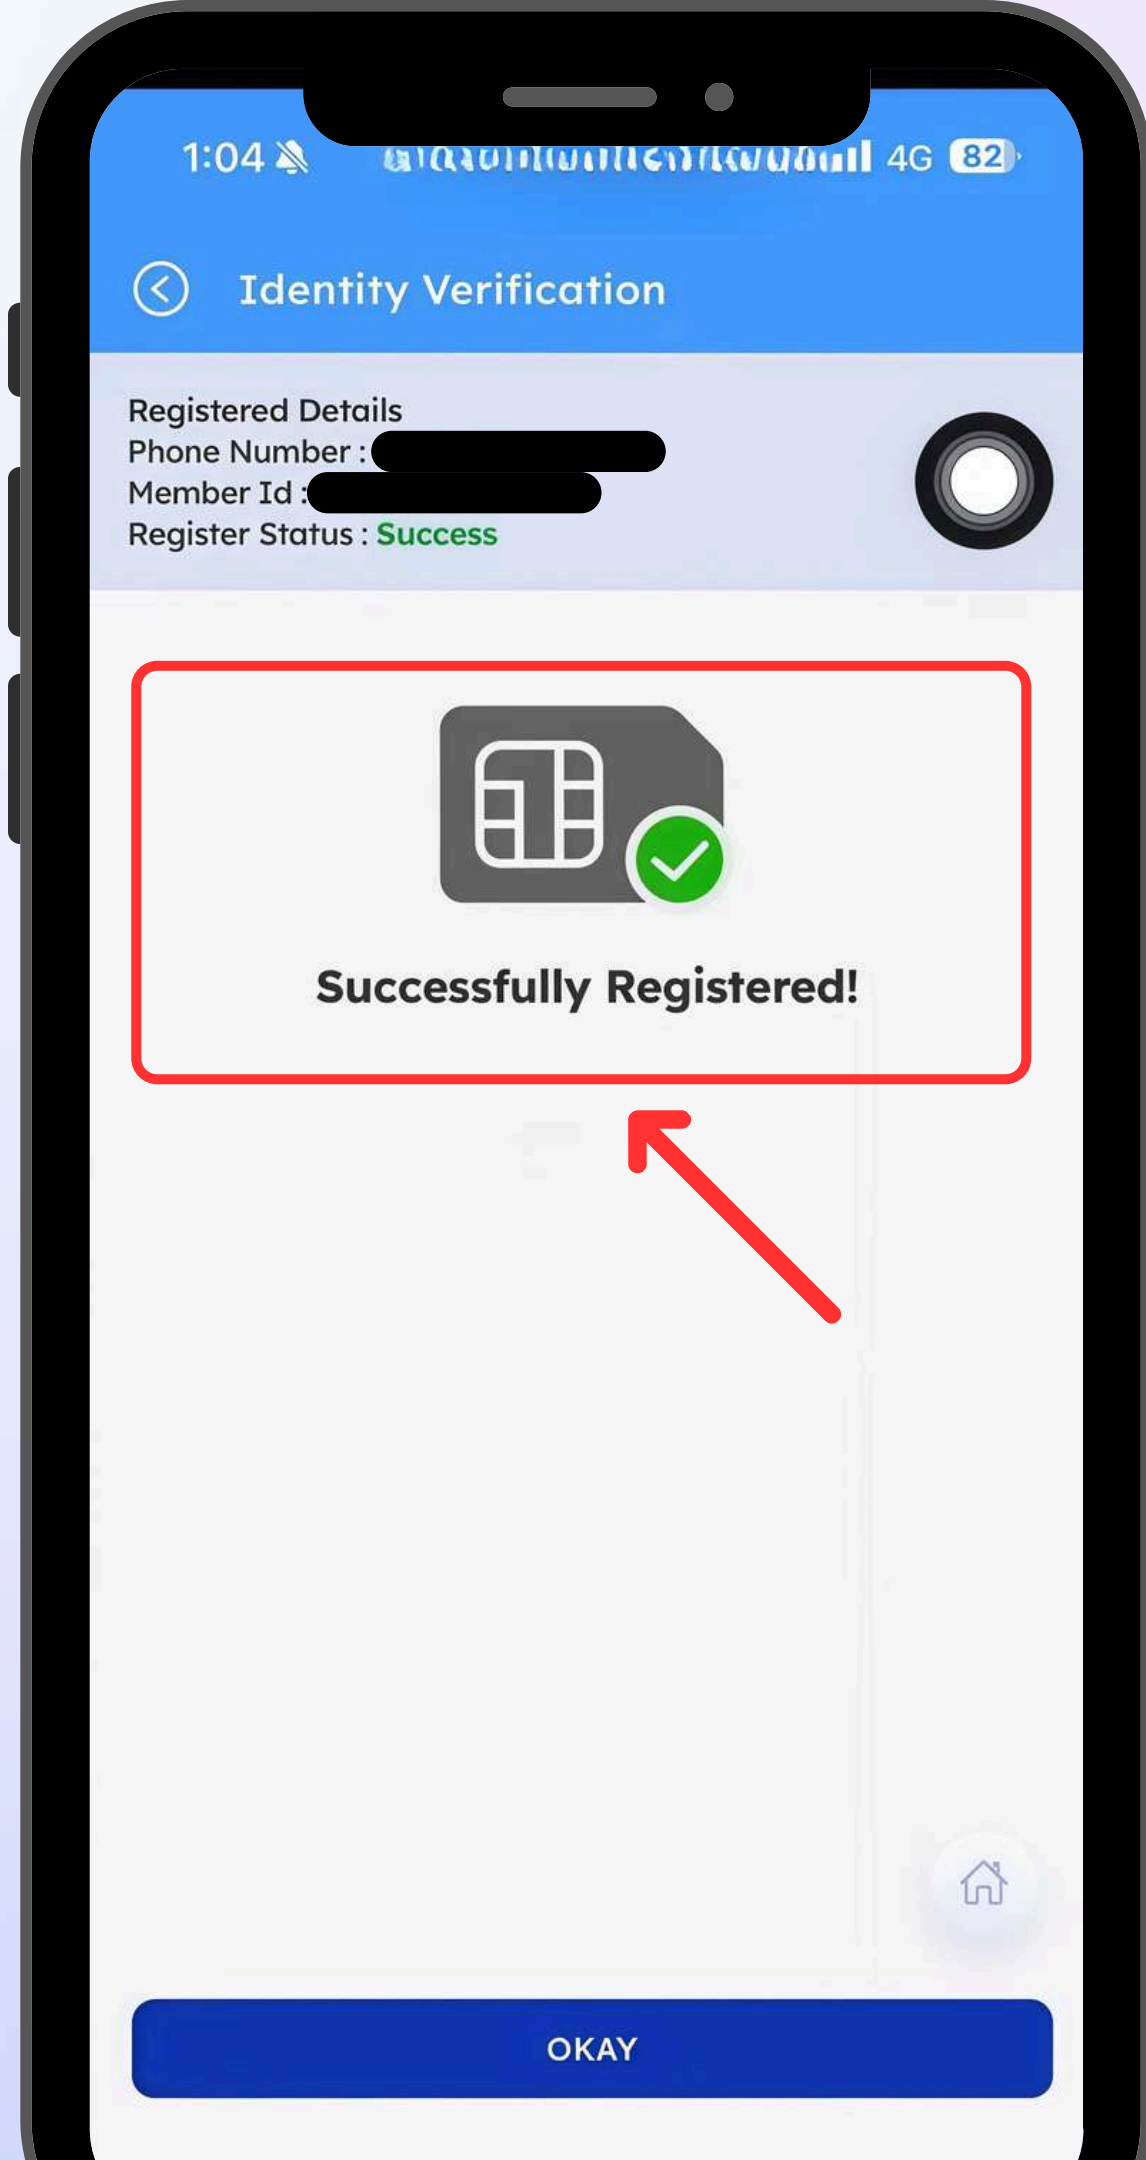 1:04
4G 82
Identity Verification
Registered Details
Phone Number :
Member Id :
Register Status : Success
Successfully Registered!
OKAY